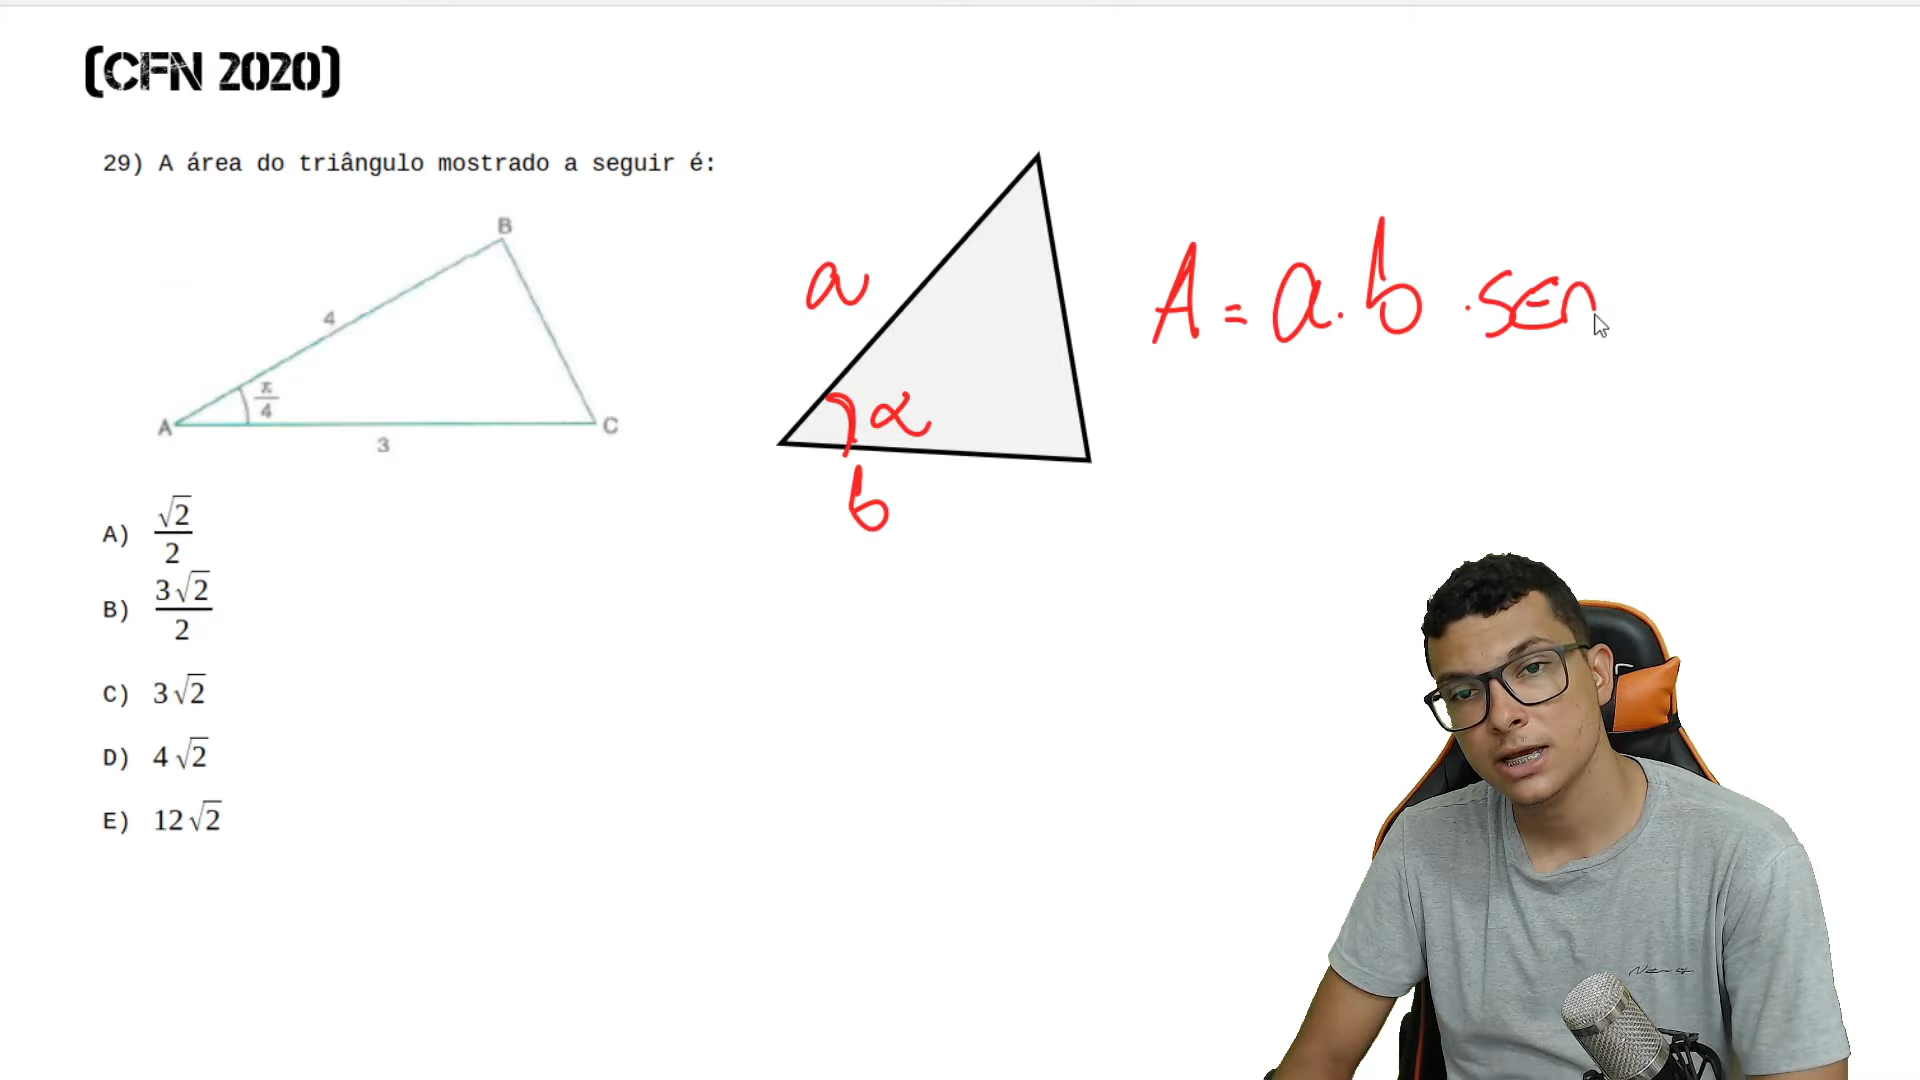 (CFN 2020)
29) A área do triângulo mostrado a seguir é:
B
4
π/4
A
C
3
A) √2/2
B) 3√2/2
C) 3√2
D) 4√2
E) 12√2
a
α
b
A = a.b .sen